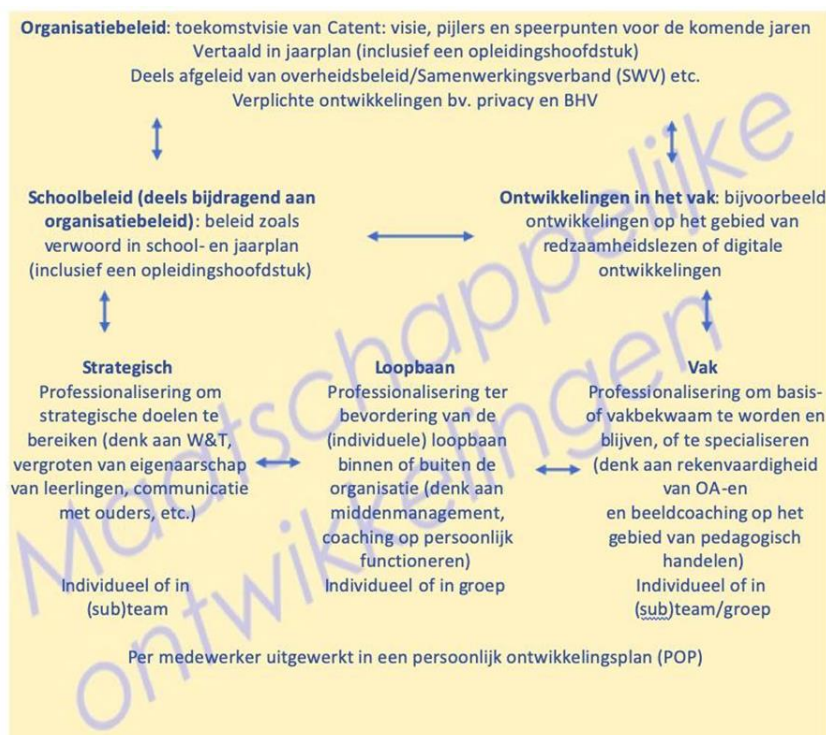 Organisatiebeleid: toekomstvisie van Catent: visie, pijlers en speerpunten voor de komende jaren
Vertaald in jaarplan (inclusief een opleidingshoofdstuk)
Deels afgeleid van overheidsbeleid/Samenwerkingsverband (SWV) etc.
Verplichte ontwikkelingen bv. privacy en BHV
Schoolbeleid (deels bijdragend aan
organisatiebeleid): beleid zoals
verwoord in school- en jaarplan
(inclusief een opleidingshoofdstuk)
Ontwikkelingen in het vak: bijvoorbeeld
ontwikkelingen op het gebied van
redzaamheidslezen of digitale
ontwikkelingen
Strategisch
Professionalisering om
strategische doelen te
bereiken (denk aan W&T,
vergroten van eigenaarschap
van leerlingen, communicatie
met ouders, etc.)
Individueel of in
(sub)team
Loopbaan
Professionalisering ter
bevordering van de
(individuele) loopbaan
binnen of buiten de
organisatie (denk aan
middenmanagement,
coaching op persoonlijk
functioneren)
Individueel of in groep
Vak
Professionalisering om basis-
of vakbekwaam te worden en
blijven, of te specialiseren
(denk aan rekenvaardigheid
van OA-en
en beeldcoaching op het
gebied van pedagogisch
handelen)
Individueel of in
(sub)team/groep
Per medewerker uitgewerkt in een persoonlijk ontwikkelingsplan (POP)
Maatschappelijke
ontwikkelingen